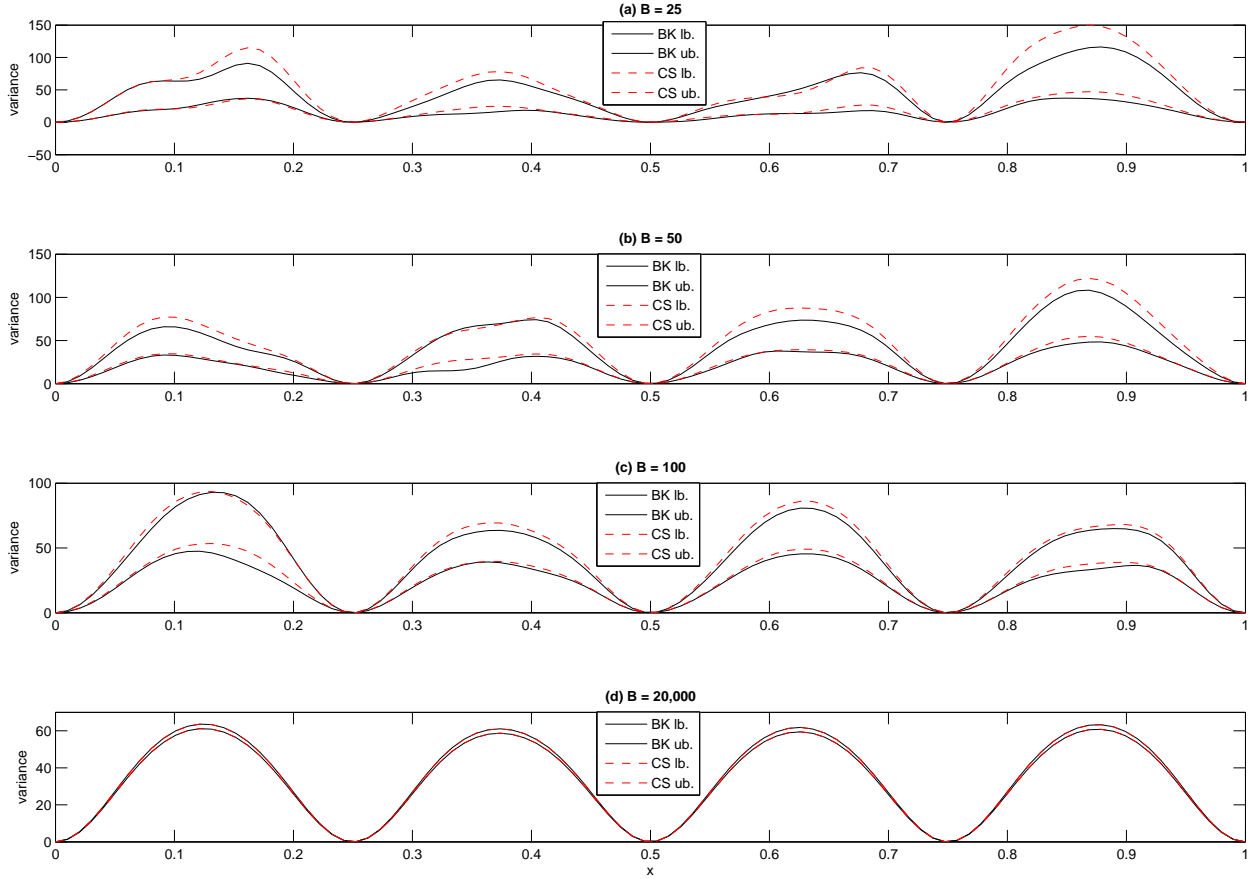 (a) B = 25
150
100
50
0
−50
variance
BK lb.
BK ub.
CS lb.
CS ub.
0 0.1 0.2 0.3 0.4 0.5 0.6 0.7 0.8 0.9 1
(b) B = 50
150
100
50
0
variance
BK lb.
BK ub.
CS lb.
CS ub.
0 0.1 0.2 0.3 0.4 0.5 0.6 0.7 0.8 0.9 1
(c) B = 100
100
50
0
variance
BK lb.
BK ub.
CS lb.
CS ub.
0 0.1 0.2 0.3 0.4 0.5 0.6 0.7 0.8 0.9 1
(d) B = 20,000
60
40
20
0
variance
BK lb.
BK ub.
CS lb.
CS ub.
0 0.1 0.2 0.3 0.4 0.5 0.6 0.7 0.8 0.9 1
x